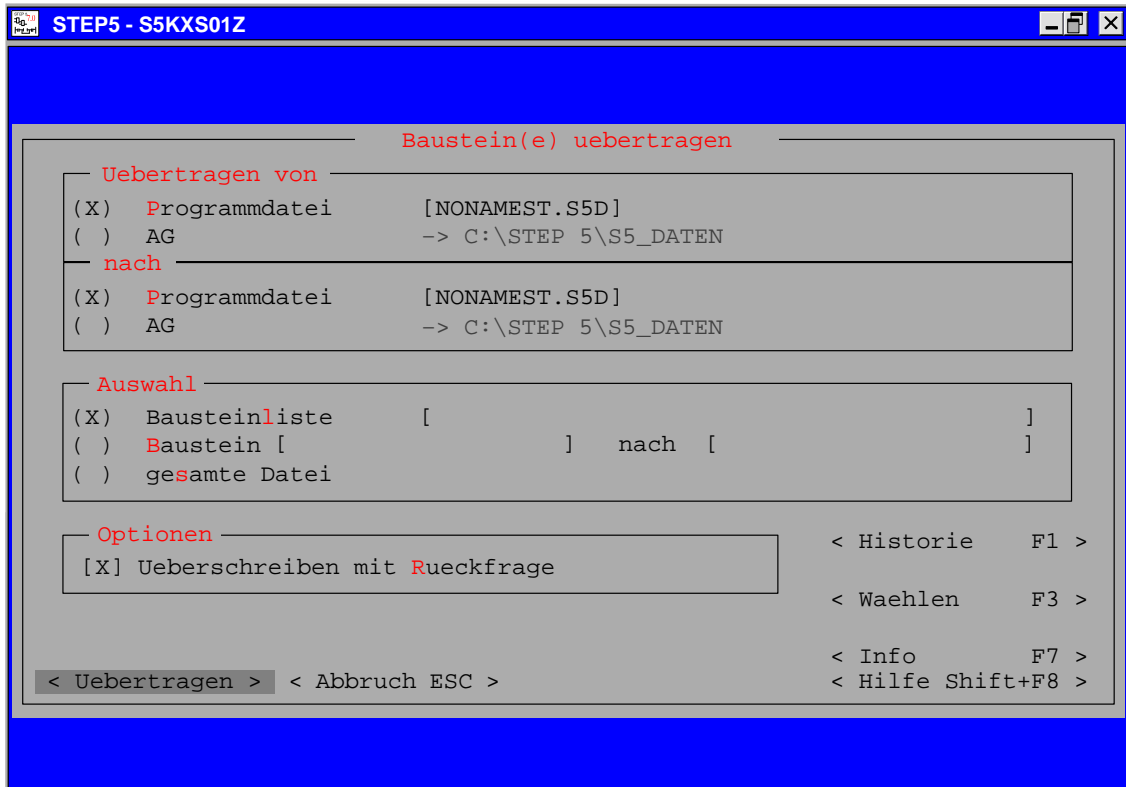 STEP5 - S5KXS01Z
Baustein(e) uebertragen
Uebertragen von
(X) Programmdatei [NONAMEST.S5D]
( ) AG -> C:\STEP 5\S5_DATEN
nach
(X) Programmdatei [NONAMEST.S5D]
( ) AG -> C:\STEP 5\S5_DATEN
Auswahl
(X) Bausteinliste [ ]
( ) Baustein [ ] nach [ ]
( ) gesamte Datei
Optionen
[X] Ueberschreiben mit Rueckfrage
< Historie F1 >
< Waehlen F3 >
< Info F7 >
< Uebertragen > < Abbruch ESC > < Hilfe Shift+F8 >